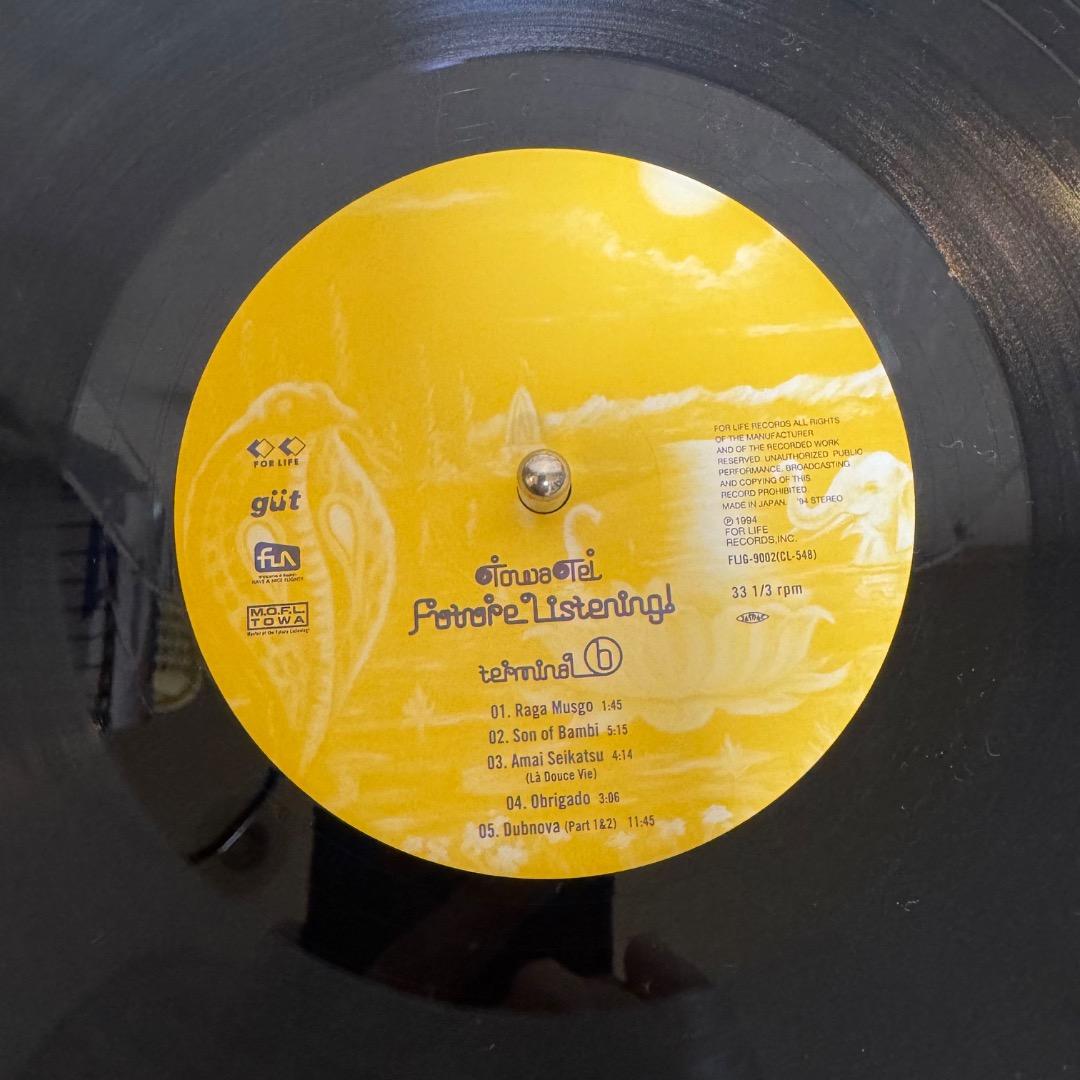 FOR LIFE
güt
FLN
HAVE A NICE FLIGHT!
M.O.F.L
TOWA
Master of the Future Listening!
FOR LIFE RECORDS ALL RIGHTS
OF THE MANUFACTURER
AND OF THE RECORDED WORK
RESERVED. UNAUTHORIZED PUBLIC
PERFORMANCE. BROADCASTING
AND COPYING OF THIS
RECORD PROHIBITED
MADE IN JAPAN. '94 STEREO
℗ 1994
FOR LIFE
RECORDS,INC.
FLJG-9002(CL-548)
33 1/3 rpm
JASRAC
Towa Tei
Future Listening!
terminal b
01. Raga Musgo 1:45
02. Son of Bambi 5:15
03. Amai Seikatsu 4:14
(Là Douce Vie)
04. Obrigado 3:06
05. Dubnova (Part 1&2) 11:45